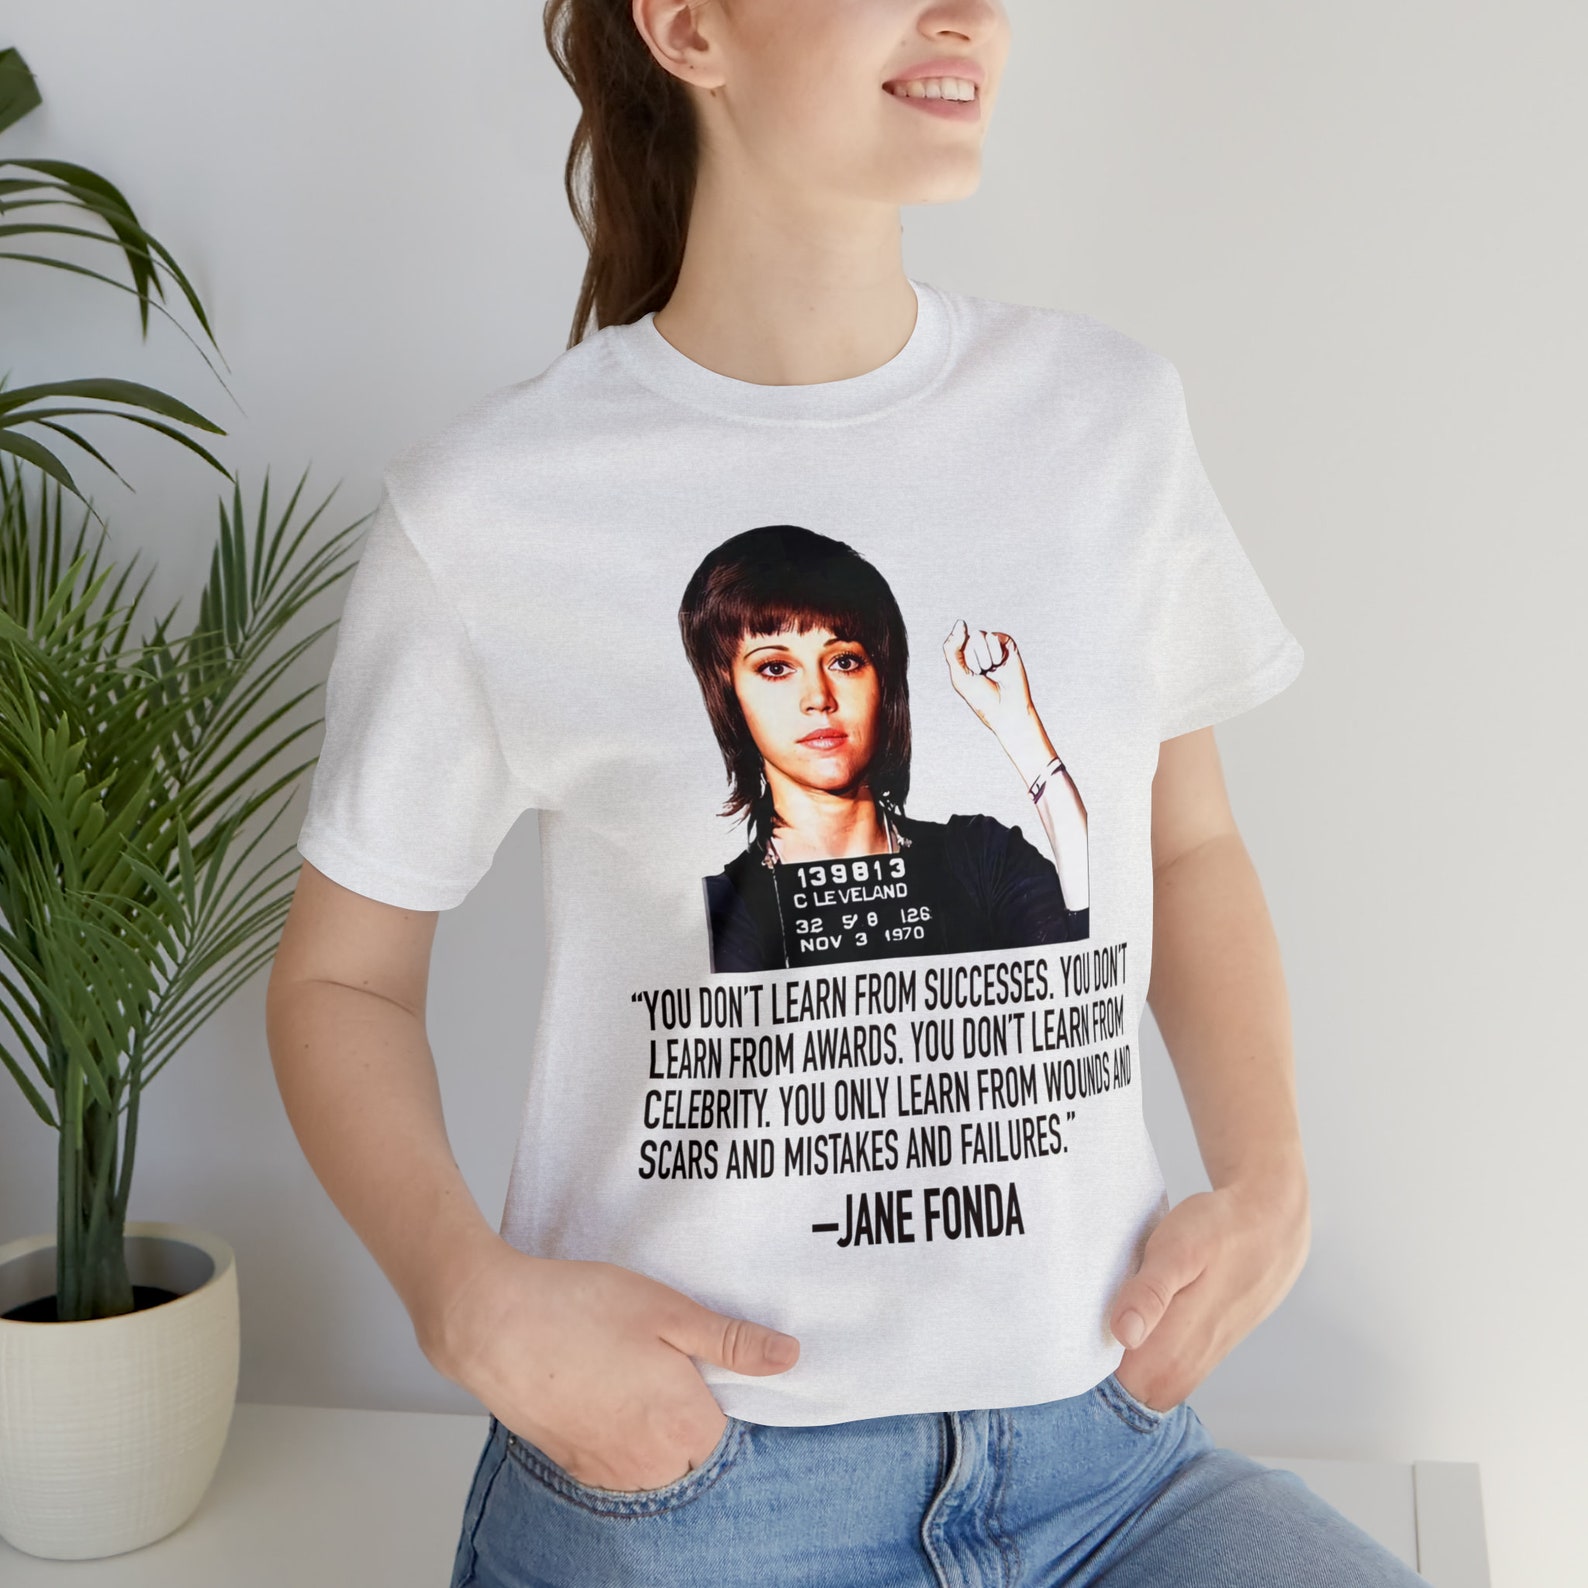 139813
CLEVELAND
32 5/8 126
NOV 3 1970
“YOU DON’T LEARN FROM SUCCESSES. YOU DON’T
LEARN FROM AWARDS. YOU DON’T LEARN FROM
CELEBRITY. YOU ONLY LEARN FROM WOUNDS AND
SCARS AND MISTAKES AND FAILURES.”
–JANE FONDA